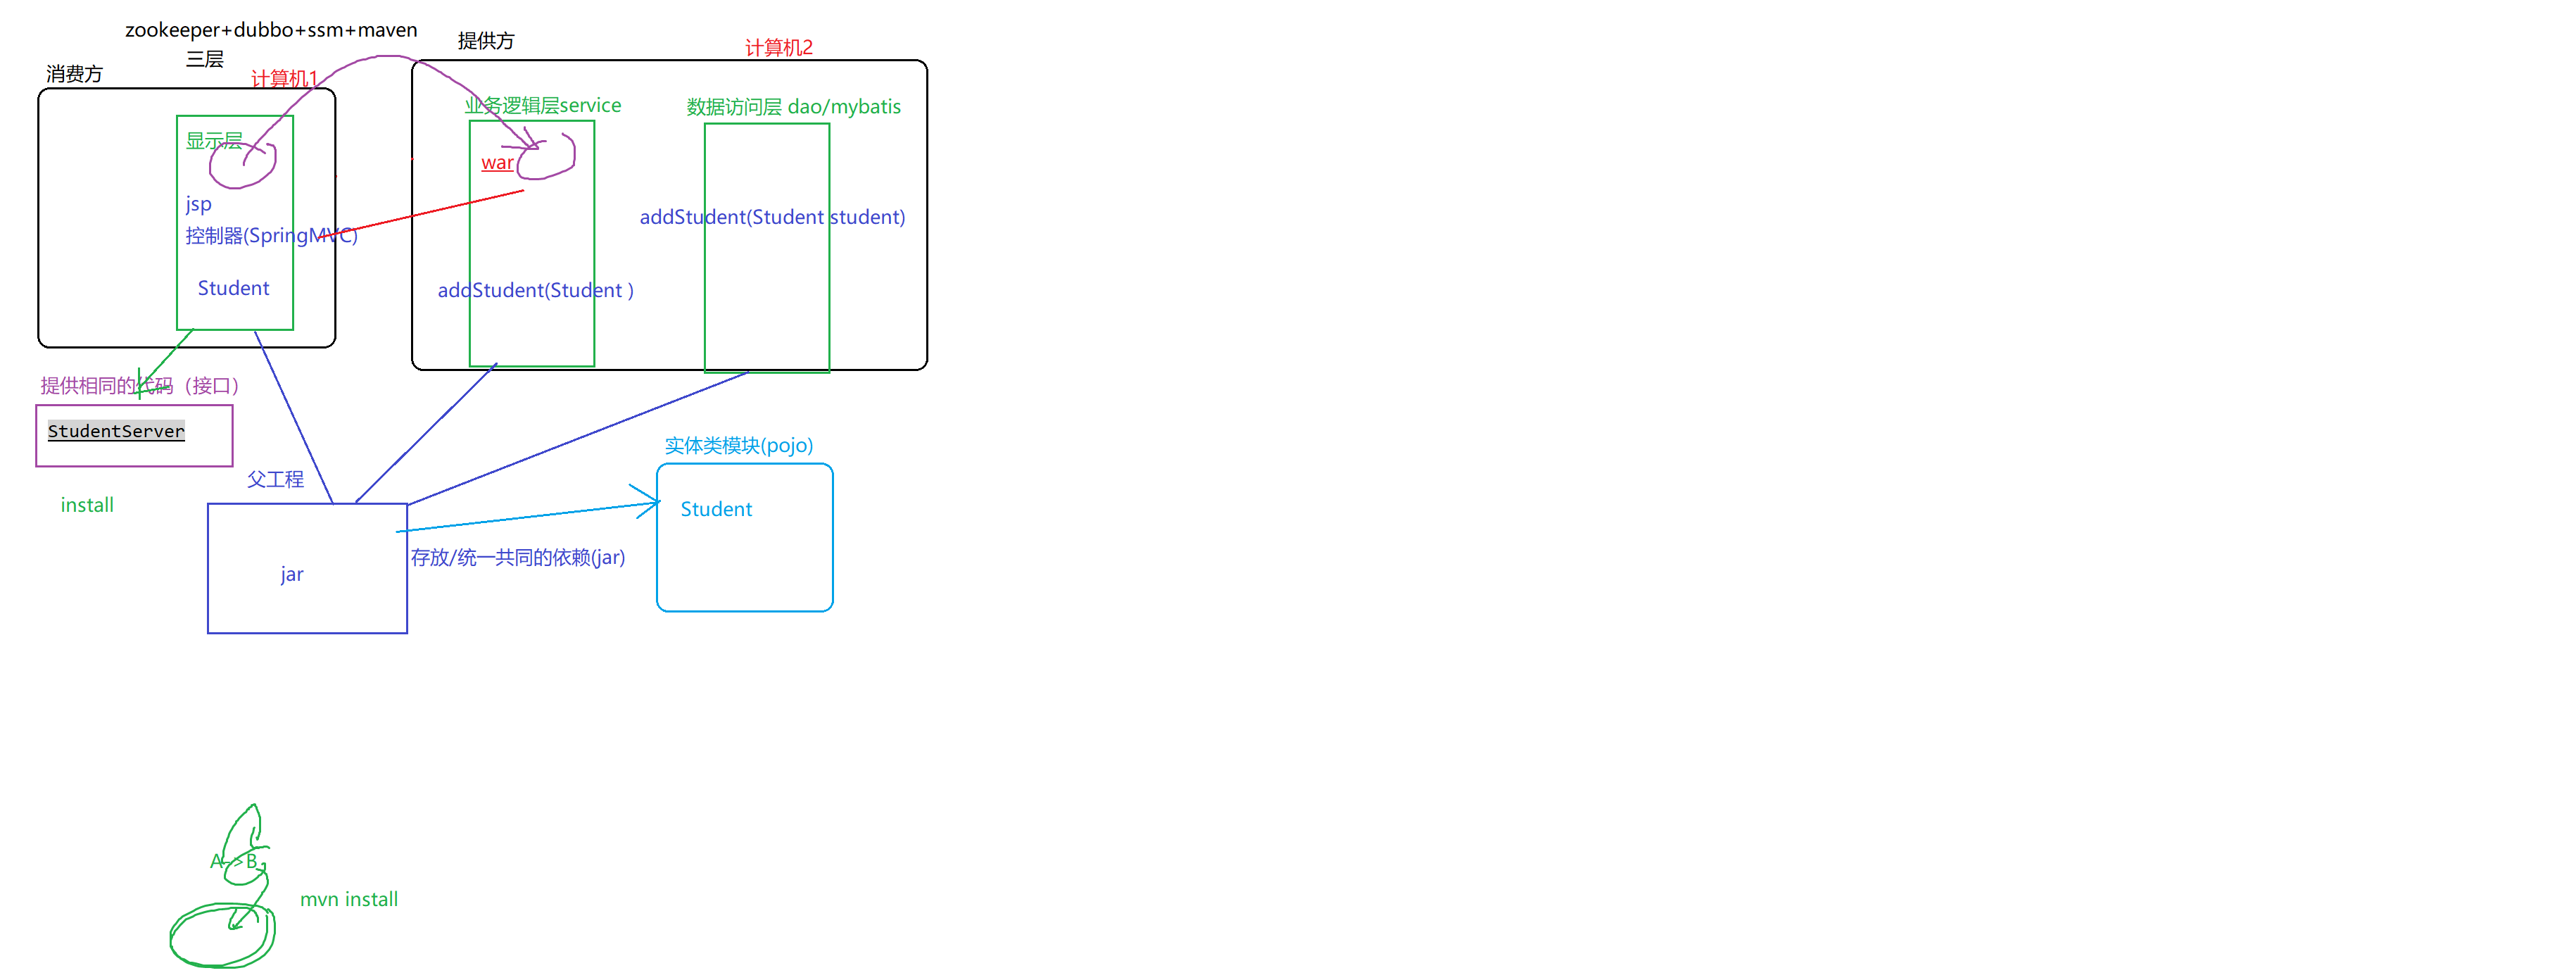 zookeeper+dubbo+ssm+maven
三层
消费方
计算机1
提供方
计算机2
显示层
jsp
控制器(SpringMVC)
Student
业务逻辑层service
war
addStudent(Student )
数据访问层 dao/mybatis
addStudent(Student student)
提供相同的代码（接口）
StudentServer
install
父工程
jar
存放/统一共同的依赖(jar)
实体类模块(pojo)
Student
A->B
mvn install